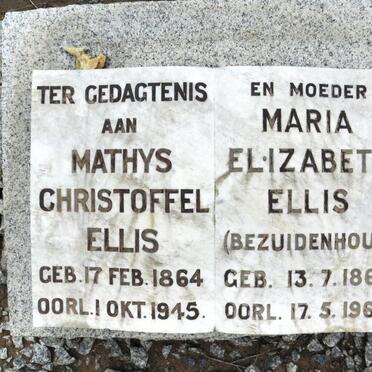 TER GEDAGTENIS
AAN
MATHYS
CHRISTOFFEL
ELLIS
GEB. 17 FEB. 1864
OORL. 1 OKT. 1945.
EN MOEDER
MARIA
ELIZABET
ELLIS
(BEZUIDENHOU
GEB. 13.7.186
OORL. 17.5.196